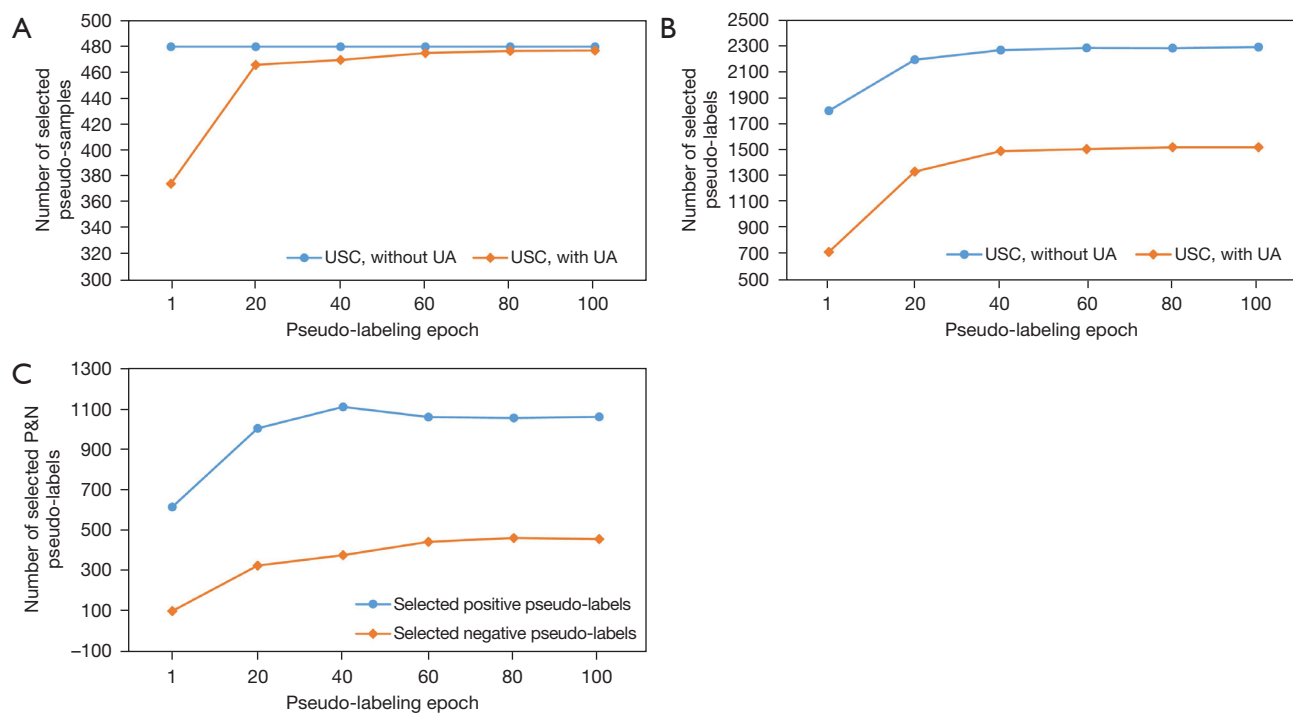 A
Number of selected
pseudo-samples
500
480
460
440
420
400
380
360
340
320
300
USC, without UA
USC, with UA
1 20 40 60 80 100
Pseudo-labeling epoch
B
Number of selected
pseudo-labels
2500
2300
2100
1900
1700
1500
1300
1100
900
700
500
USC, without UA
USC, with UA
1 20 40 60 80 100
Pseudo-labeling epoch
C
Number of selected P&N
pseudo-labels
1300
1100
900
700
500
300
100
–100
Selected positive pseudo-labels
Selected negative pseudo-labels
1 20 40 60 80 100
Pseudo-labeling epoch